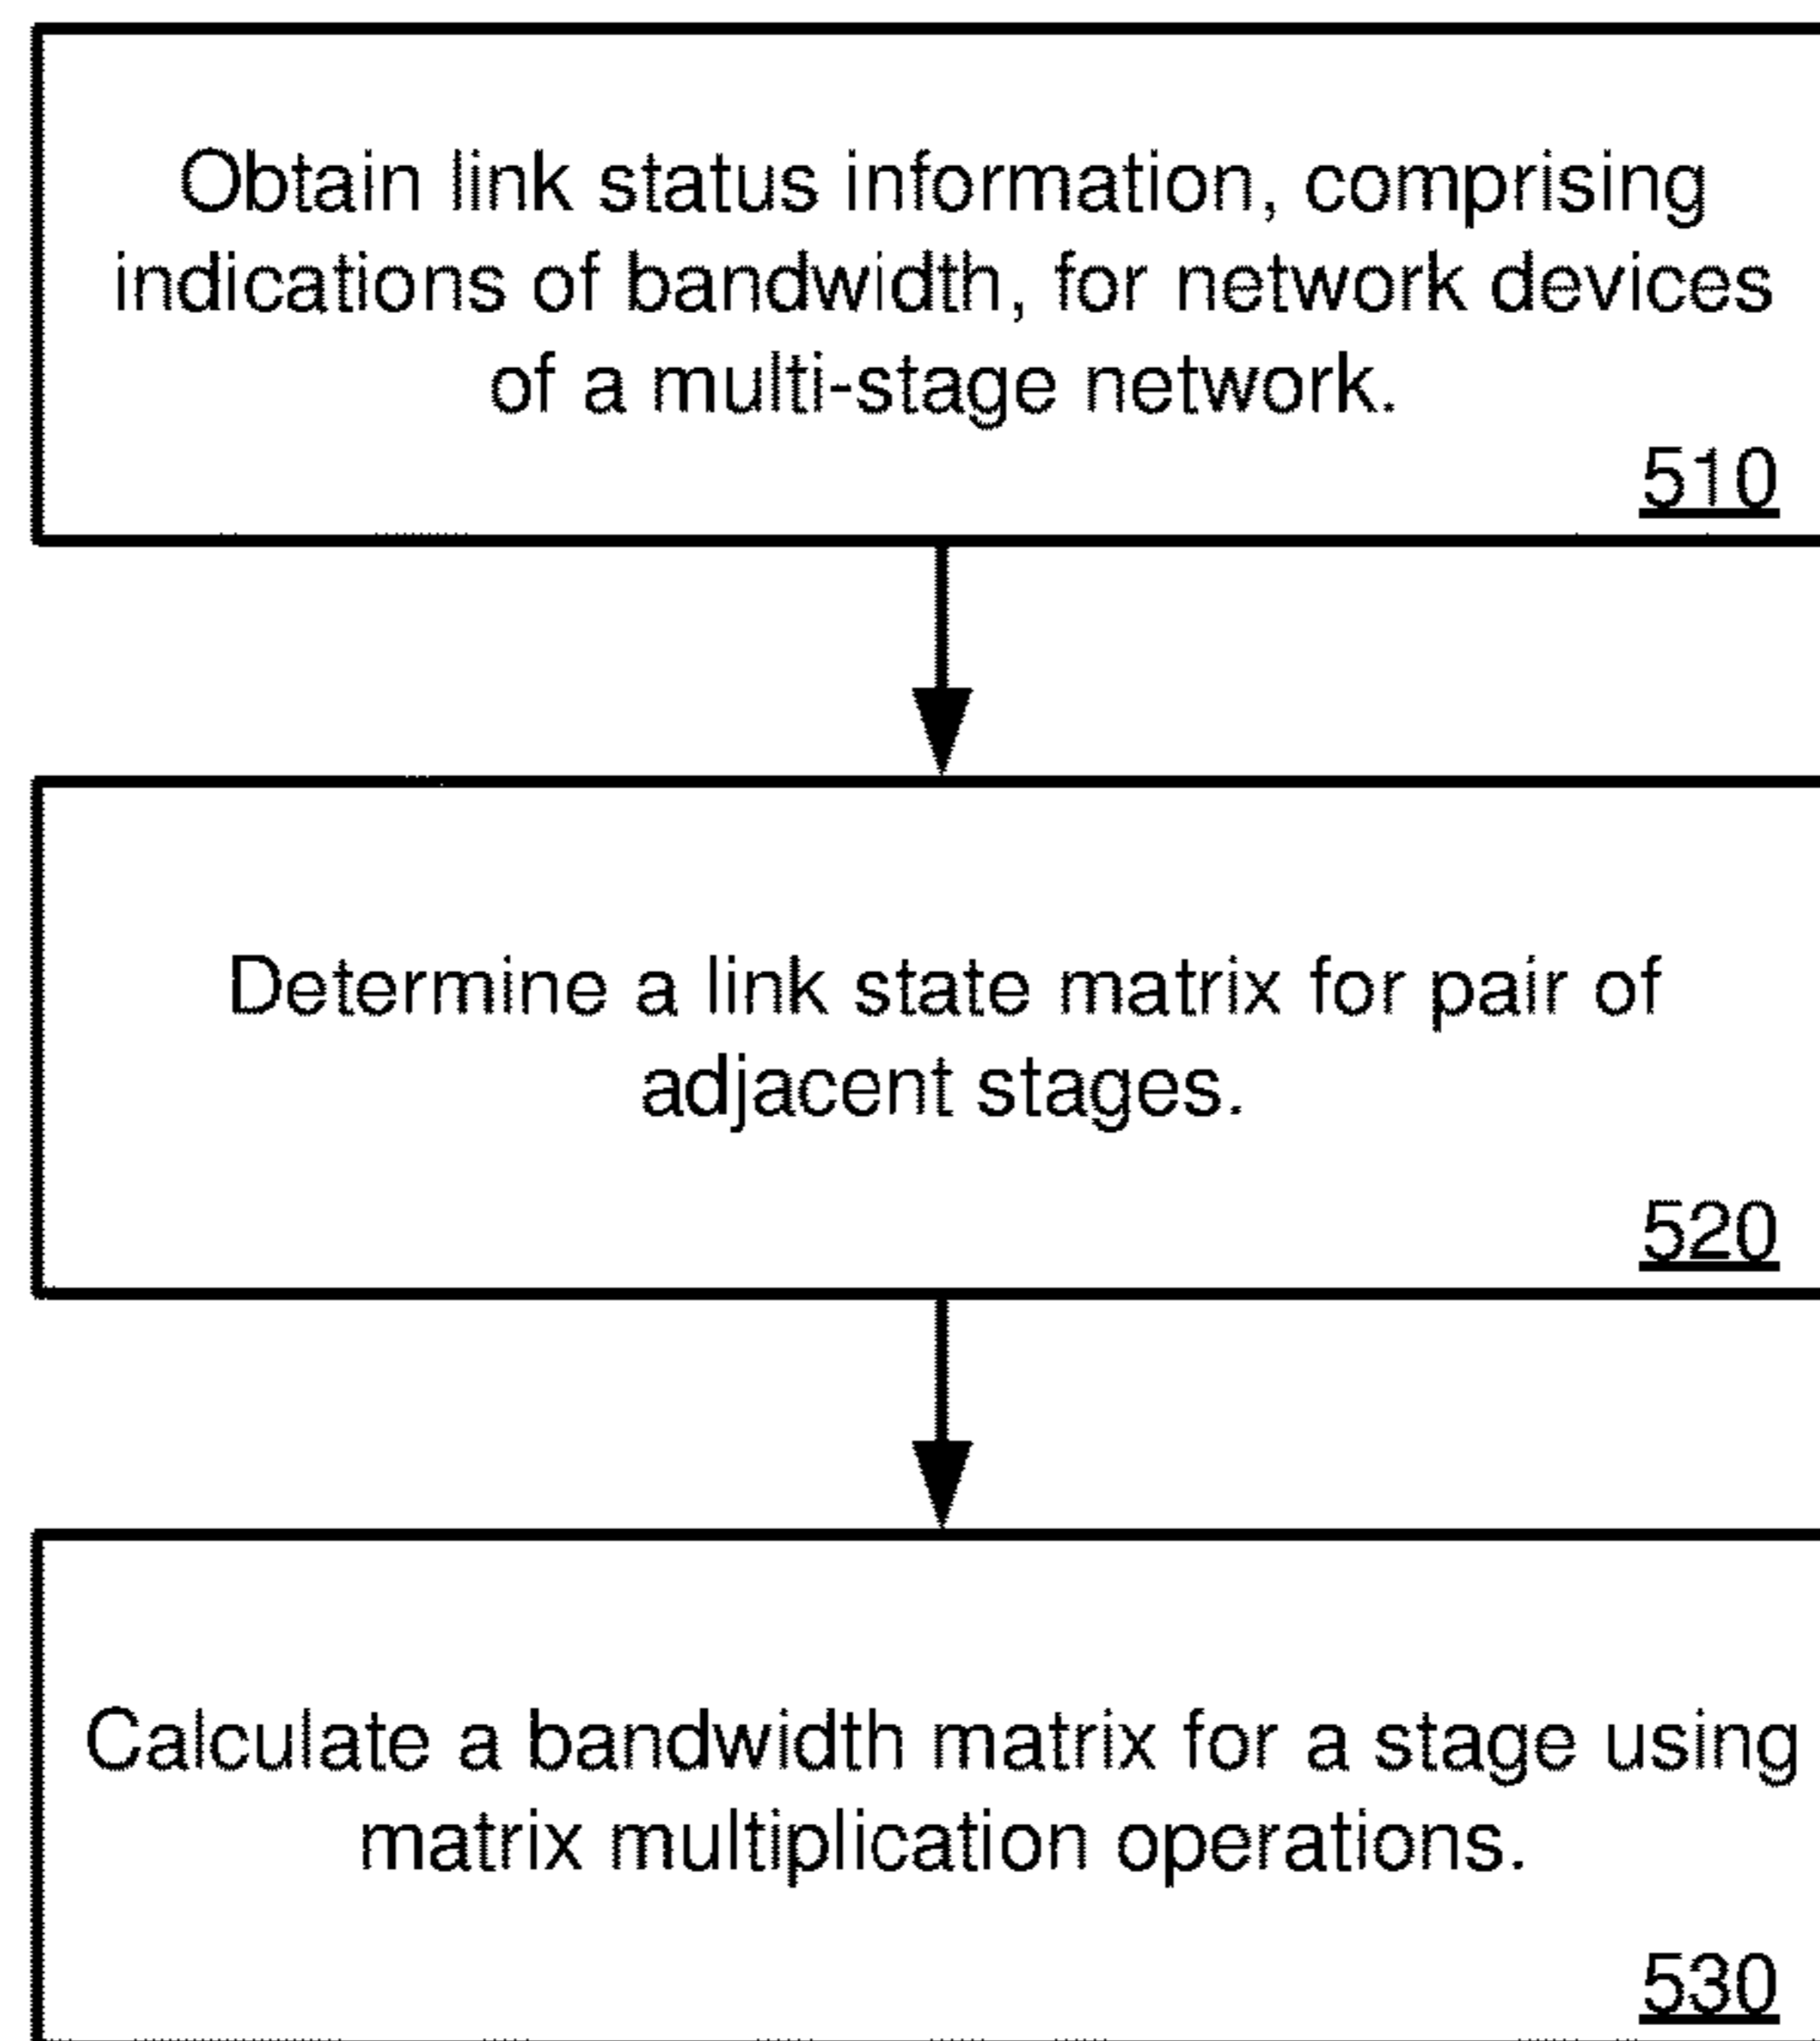 Obtain link status information, comprising
indications of bandwidth, for network devices
of a multi-stage network.
510
Determine a link state matrix for pair of
adjacent stages.
520
Calculate a bandwidth matrix for a stage using
matrix multiplication operations.
530